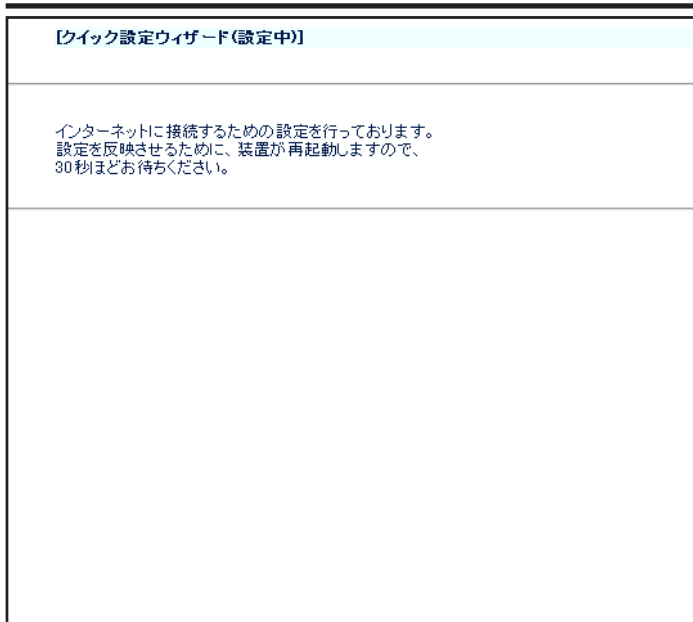 [クイック設定ウィザード(設定中)]
インターネットに接続するための設定を行っております。
設定を反映させるために、装置が再起動しますので、
30秒ほどお待ちください。